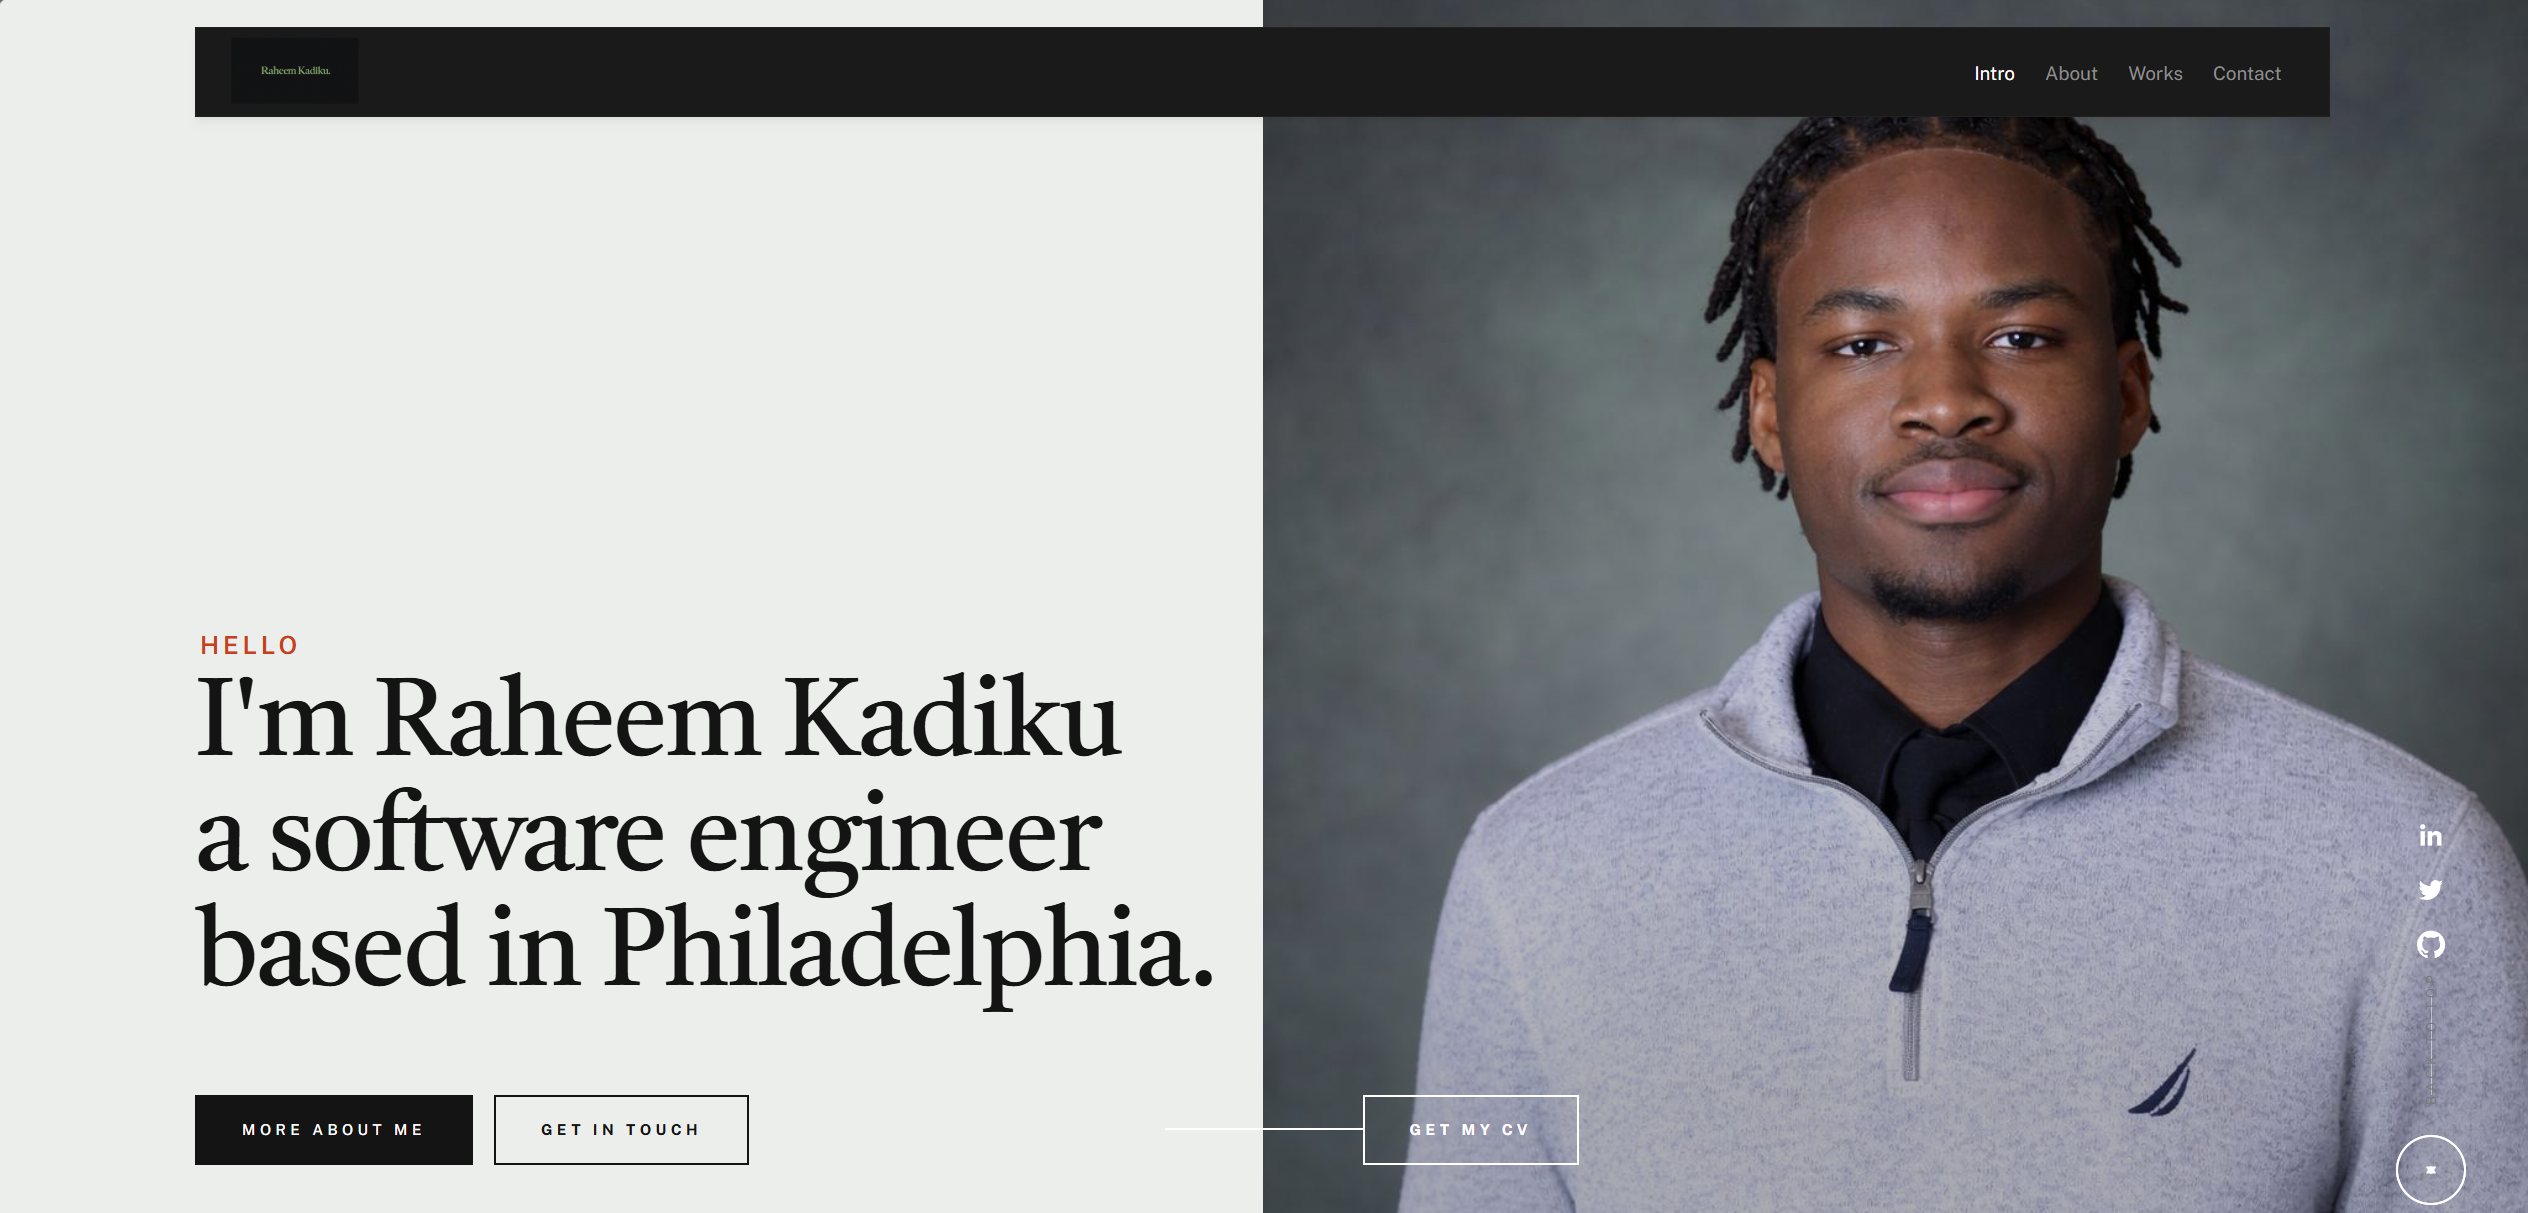 Raheem Kadiku.
Intro About Works Contact
HELLO
I'm Raheem Kadiku
a software engineer
based in Philadelphia.
MORE ABOUT ME
GET IN TOUCH
GET MY CV